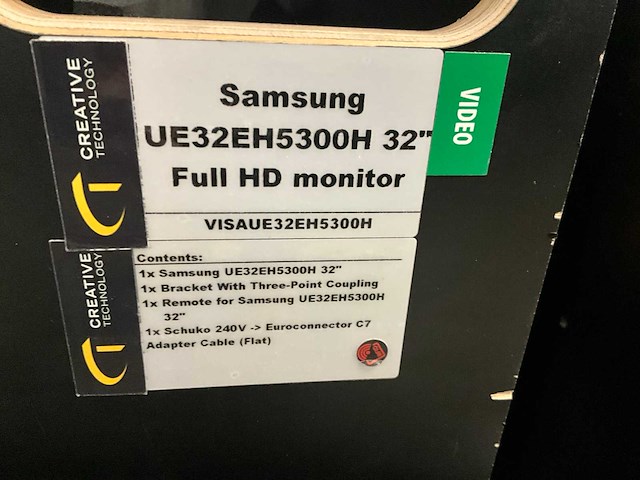 CREATIVE
TECHNOLOGY
Samsung
UE32EH5300H 32"
Full HD monitor
VISAUE32EH5300H
VIDEO
CREATIVE
TECHNOLOGY
Contents:
1x Samsung UE32EH5300H 32"
1x Bracket With Three-Point Coupling
1x Remote for Samsung UE32EH5300H
32"
1x Schuko 240V -> Euroconnector C7
Adapter Cable (Flat)